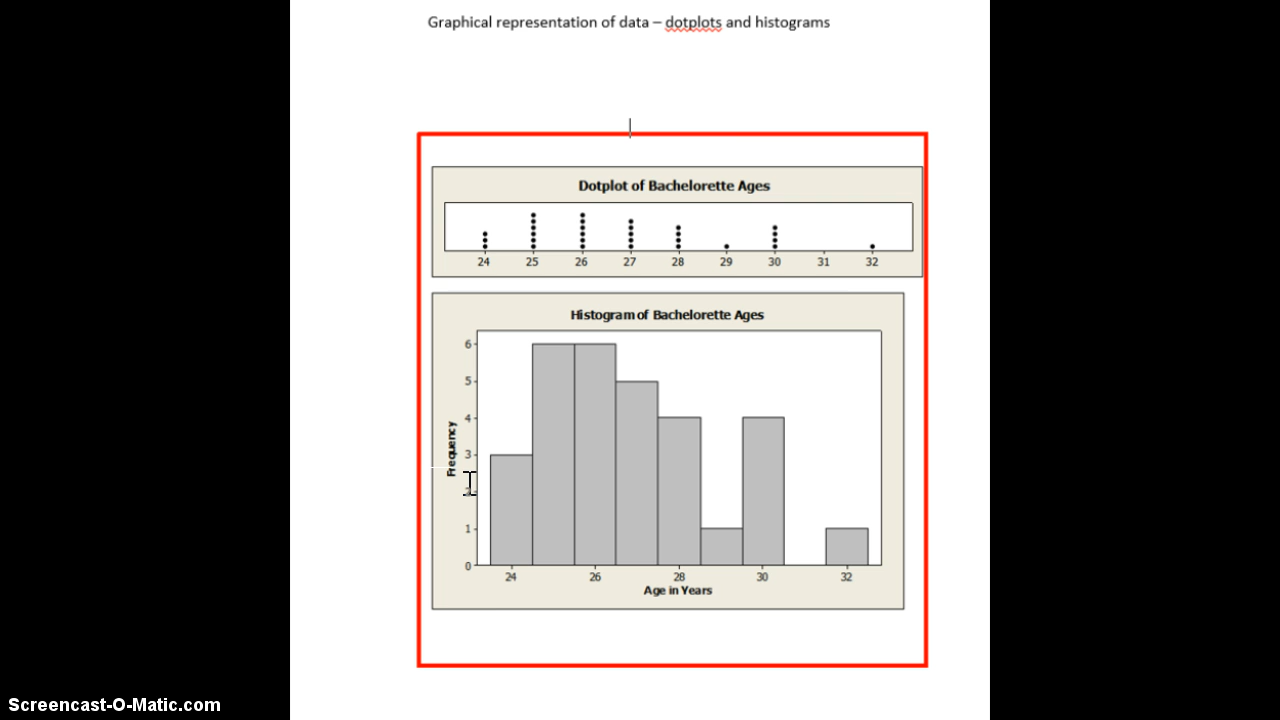 Graphical representation of data – dotplots and histograms
Dotplot of Bachelorette Ages
24 25 26 27 28 29 30 31 32
Histogram of Bachelorette Ages
6
5
4
3
2
1
0
Frequency
24 26 28 30 32
Age in Years
Screencast-O-Matic.com